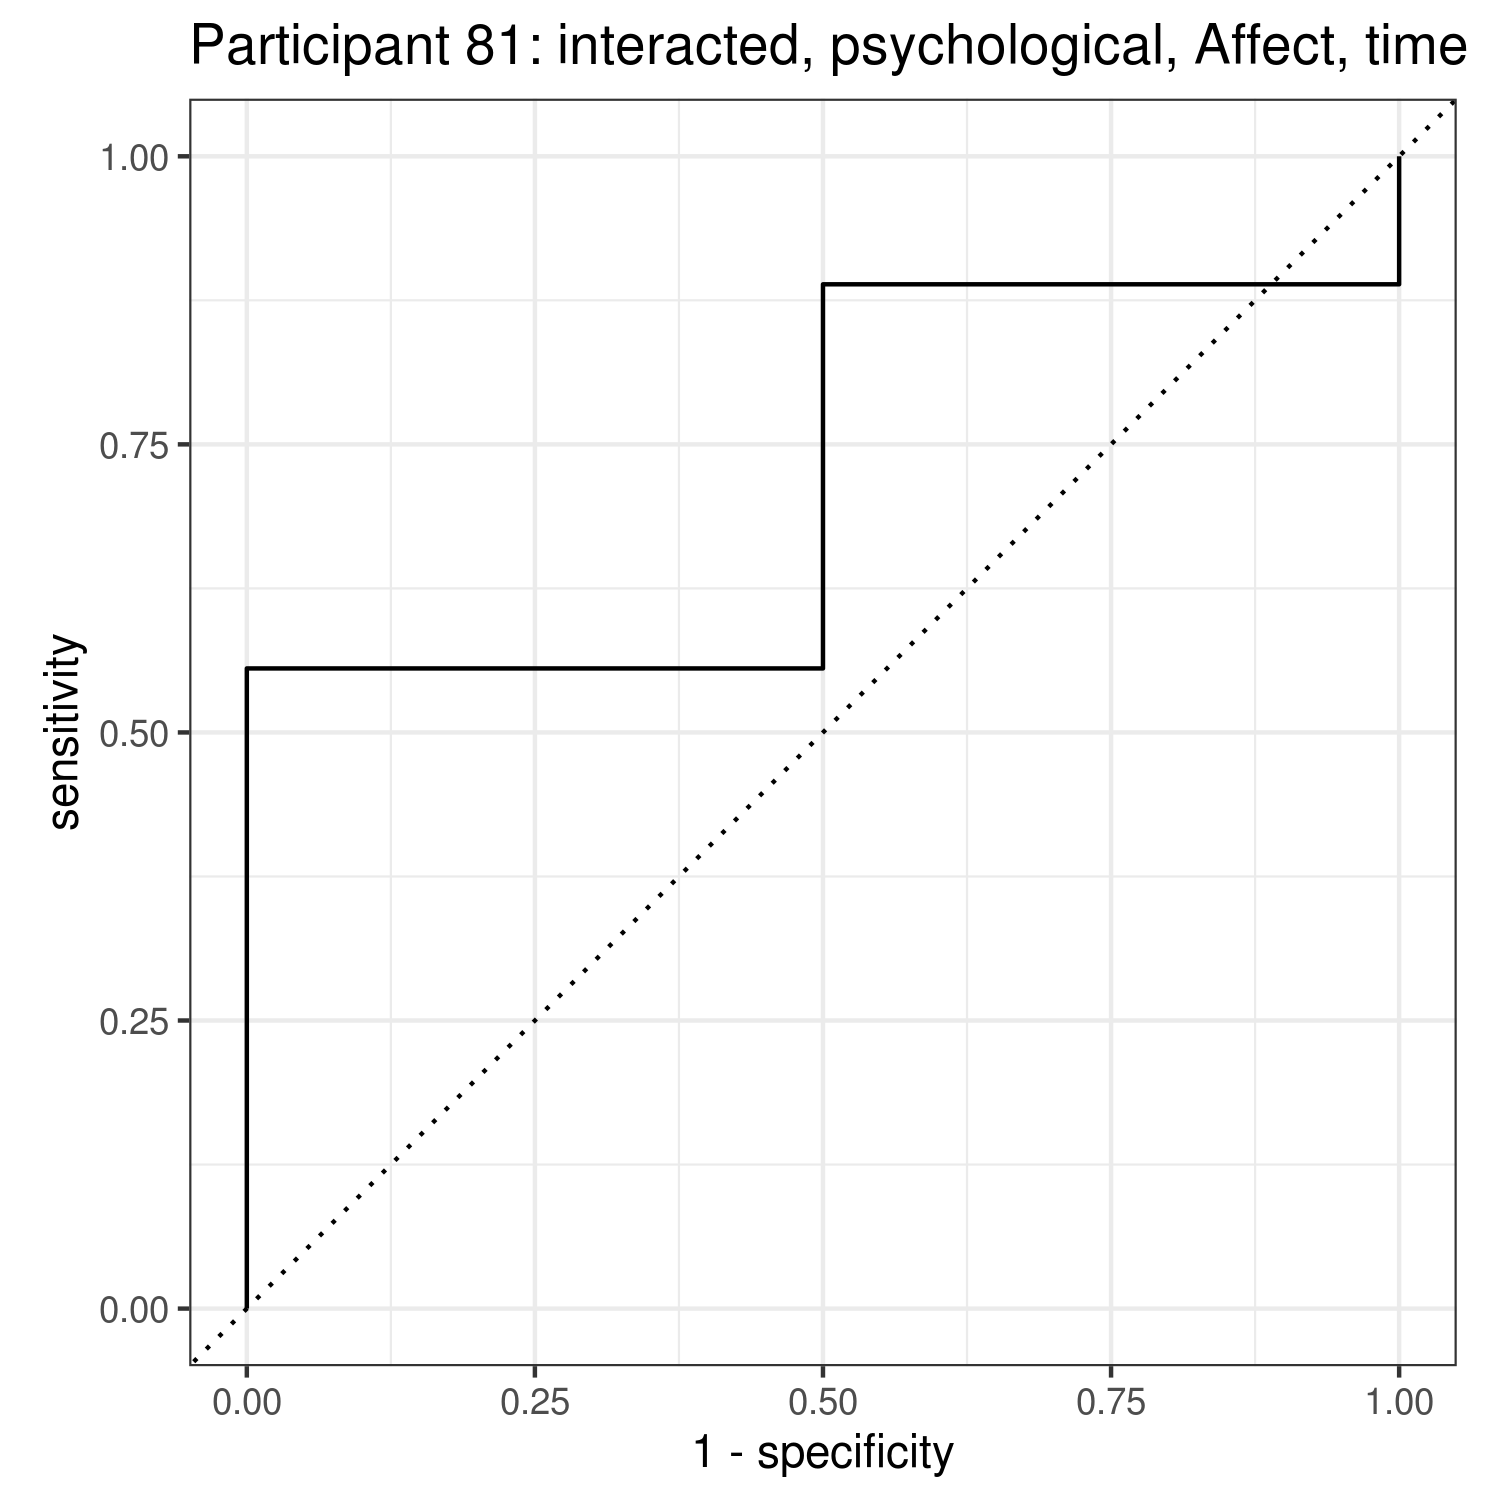 Participant 81: interacted, psychological, Affect, time
1.00
0.75
0.50
0.25
0.00
sensitivity
0.00 0.25 0.50 0.75 1.00
1 - specificity